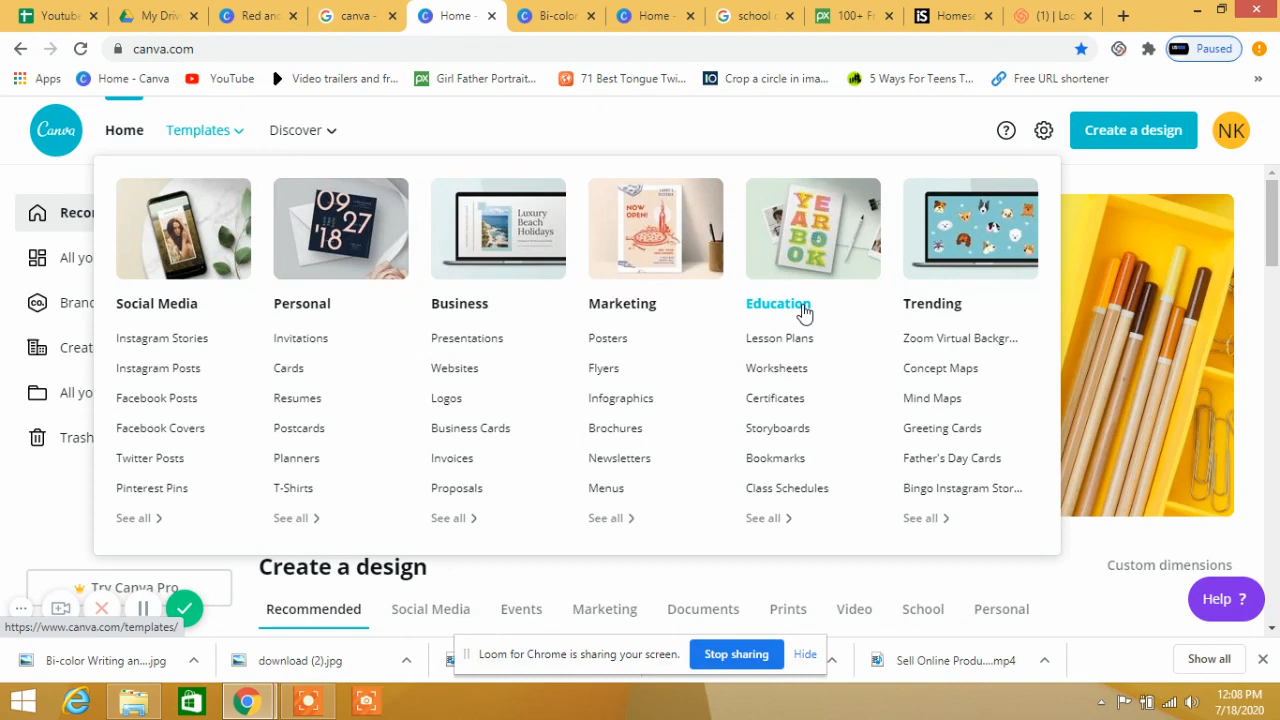 Youtub
My Driv
Red an
canva -
Home -
Bi-color
Home -
school c
100+ Fr
Homes
(1) | Loc
canva.com
Paused
Apps
Home - Canva
YouTube
Video trailers and fr...
Girl Father Portrait...
71 Best Tongue Twi...
Crop a circle in ima...
5 Ways For Teens T...
Free URL shortener
»
Canva
Home
Templates
Discover
?
Create a design
NK
Recor
All yo
Brand
Creat
All yo
Trash
09 27 '18
Luxury Beach Holidays
NOW OPEN!
YEAR BOOK
Social Media
Instagram Stories
Instagram Posts
Facebook Posts
Facebook Covers
Twitter Posts
Pinterest Pins
See all
Personal
Invitations
Cards
Resumes
Postcards
Planners
T-Shirts
See all
Business
Presentations
Websites
Logos
Business Cards
Invoices
Proposals
See all
Marketing
Posters
Flyers
Infographics
Brochures
Newsletters
Menus
See all
Education
Lesson Plans
Worksheets
Certificates
Storyboards
Bookmarks
Class Schedules
See all
Trending
Zoom Virtual Backgr...
Concept Maps
Mind Maps
Greeting Cards
Father's Day Cards
Bingo Instagram Stor...
See all
Try Canva Pro
Create a design
Custom dimensions
Recommended
Social Media
Events
Marketing
Documents
Prints
Video
School
Personal
Help ?
https://www.canva.com/templates/
Loom for Chrome is sharing your screen.
Stop sharing
Hide
Bi-color Writing an....jpg
download (2).jpg
Sell Online Produ....mp4
Show all
12:08 PM
7/18/2020